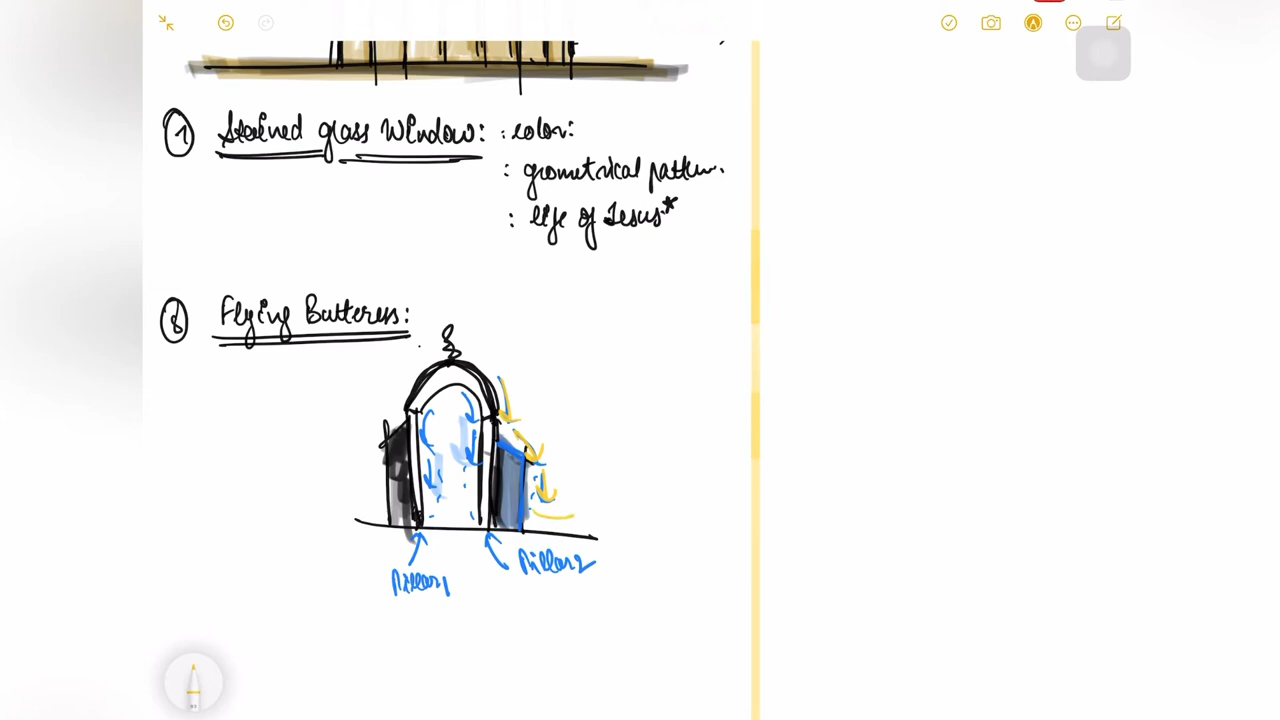 7 Stained glass Window: : color:
: geometrical pattern.
: life of Jesus.*
8 Flying Butteress:
Pillar1 Pillar2